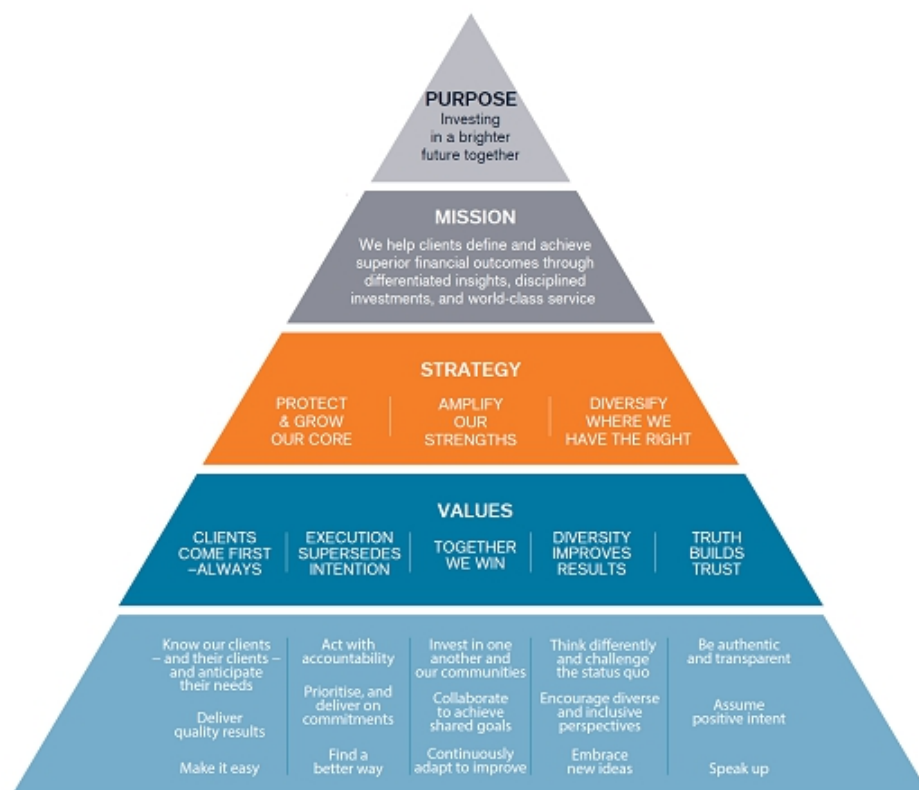 PURPOSE
Investing
in a brighter
future together
MISSION
We help clients define and achieve
superior financial outcomes through
differentiated insights, disciplined
investments, and world-class service
STRATEGY
PROTECT
& GROW
OUR CORE
AMPLIFY
OUR
STRENGTHS
DIVERSIFY
WHERE WE
HAVE THE RIGHT
VALUES
CLIENTS
COME FIRST
–ALWAYS
EXECUTION
SUPERSEDES
INTENTION
TOGETHER
WE WIN
DIVERSITY
IMPROVES
RESULTS
TRUTH
BUILDS
TRUST
Know our clients
– and their clients –
and anticipate
their needs
Deliver
quality results
Make it easy
Act with
accountability
Prioritise, and
deliver on
commitments
Find a
better way
Invest in one
another and
our communities
Collaborate
to achieve
shared goals
Continuously
adapt to improve
Think differently
and challenge
the status quo
Encourage diverse
and inclusive
perspectives
Embrace
new ideas
Be authentic
and transparent
Assume
positive intent
Speak up